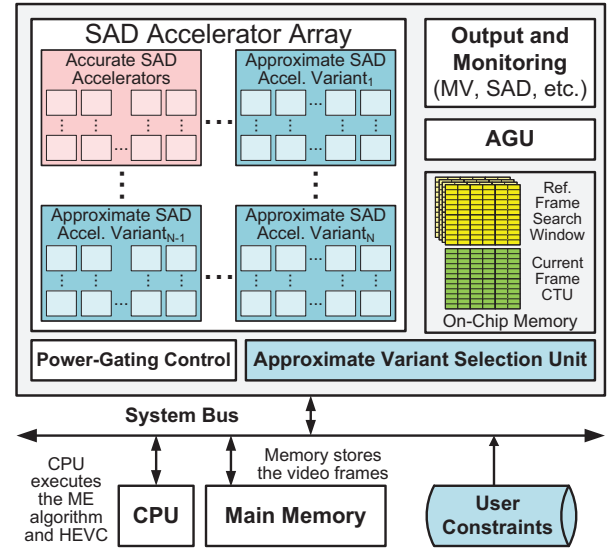 SAD Accelerator Array
Accurate SAD
Accelerators
Approximate SAD
Accel. Variant1
Approximate SAD
Accel. VariantN-1
Approximate SAD
Accel. VariantN
Output and
Monitoring
(MV, SAD, etc.)
AGU
Ref.
Frame
Search
Window
Current
Frame
CTU
On-Chip Memory
Power-Gating Control
Approximate Variant Selection Unit
System Bus
CPU
executes
the ME
algorithm
and HEVC
CPU
Memory stores
the video frames
Main Memory
User
Constraints